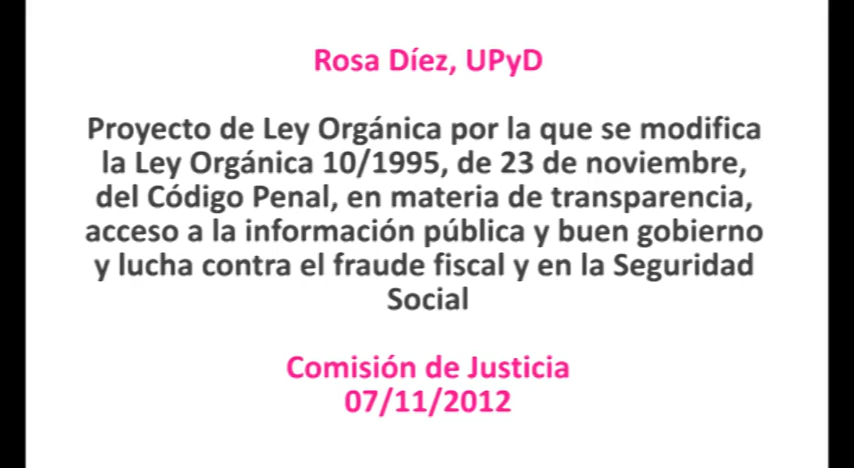 Rosa Díez, UPyD
Proyecto de Ley Orgánica por la que se modifica
la Ley Orgánica 10/1995, de 23 de noviembre,
del Código Penal, en materia de transparencia,
acceso a la información pública y buen gobierno
y lucha contra el fraude fiscal y en la Seguridad
Social
Comisión de Justicia
07/11/2012